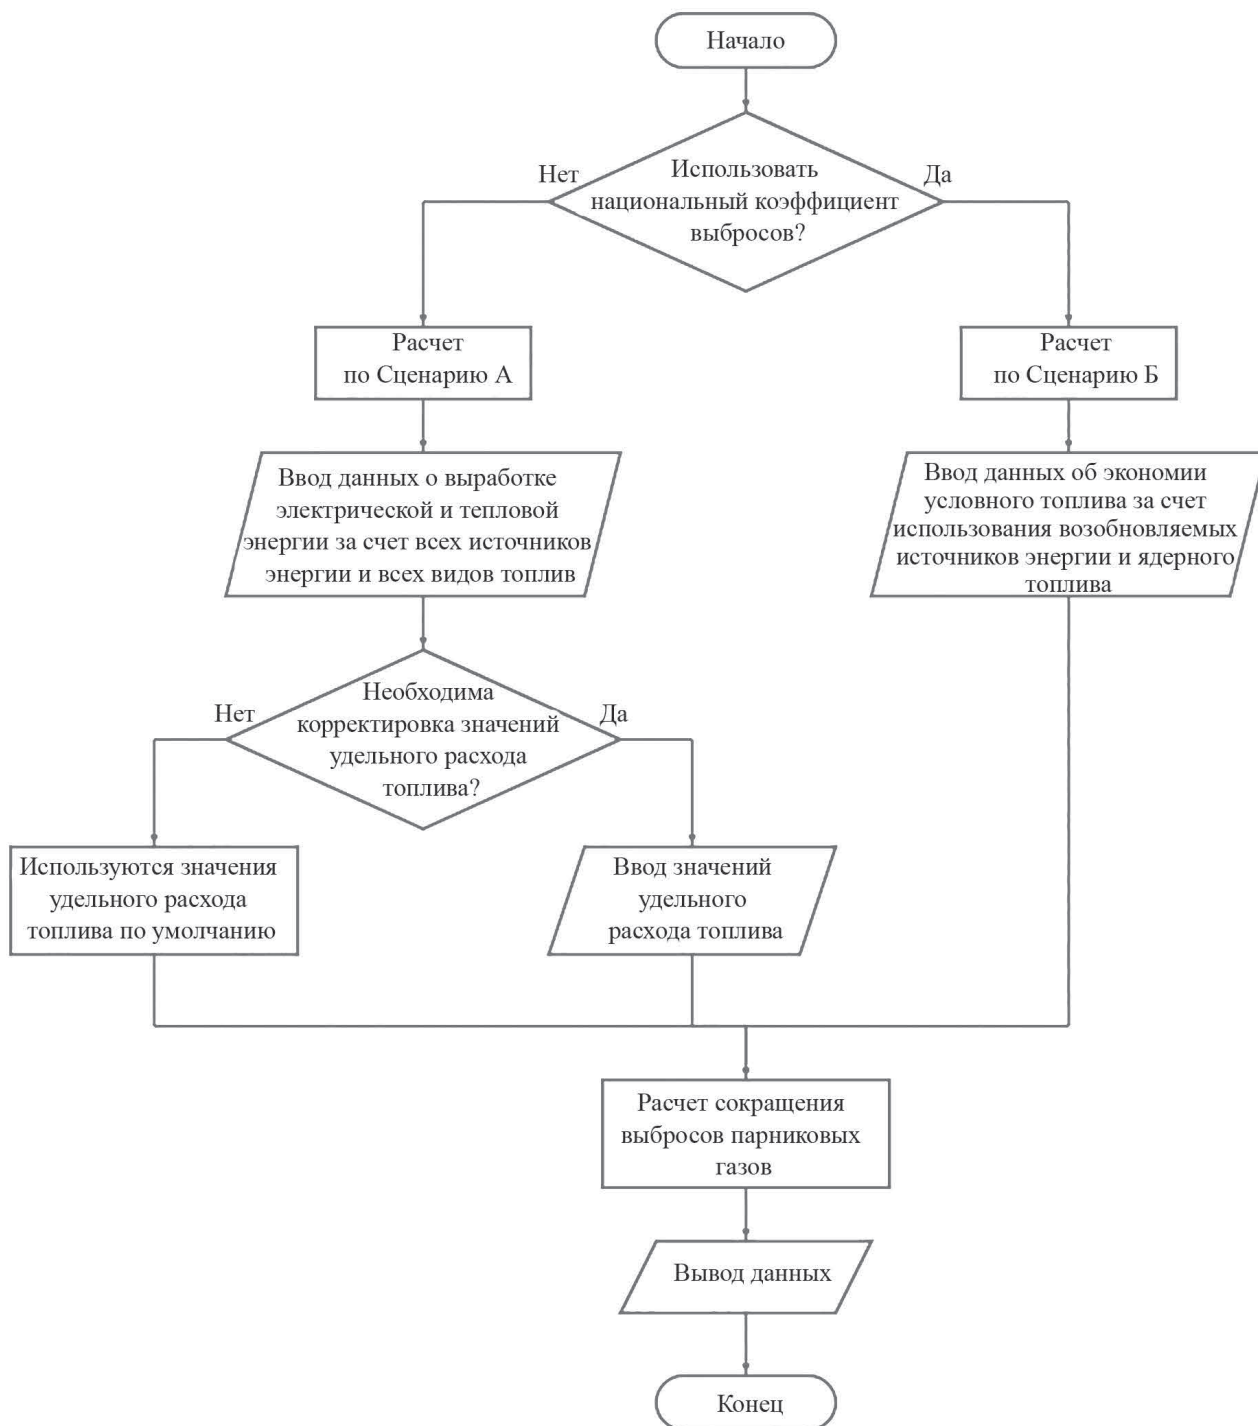 Начало
Использовать
национальный коэффициент
выбросов?
Нет
Да
Расчет
по Сценарию А
Расчет
по Сценарию Б
Ввод данных о выработке
электрической и тепловой
энергии за счет всех источников
энергии и всех видов топлив
Ввод данных об экономии
условного топлива за счет
использования возобновляемых
источников энергии и ядерного
топлива
Необходима
корректировка значений
удельного расхода
топлива?
Нет
Да
Используются значения
удельного расхода
топлива по умолчанию
Ввод значений
удельного
расхода топлива
Расчет сокращения
выбросов парниковых
газов
Вывод данных
Конец